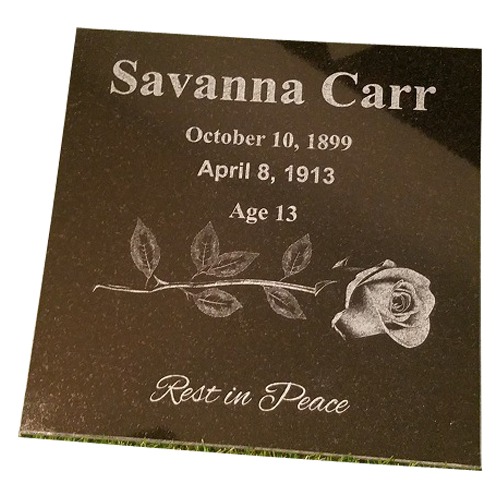 Savanna Carr
October 10, 1899
April 8, 1913
Age 13
Rest in Peace